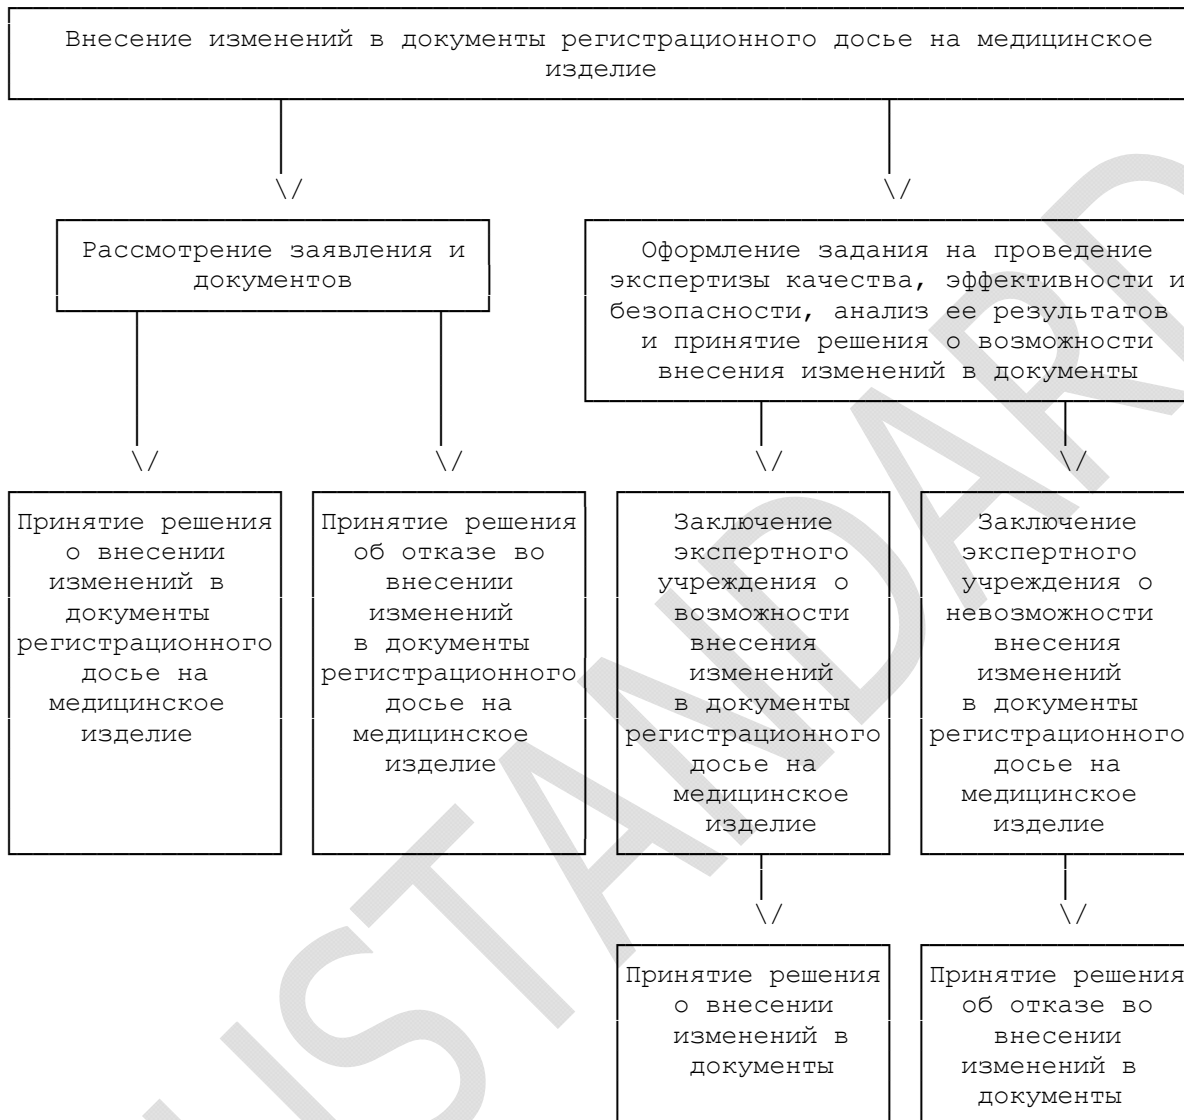 Внесение изменений в документы регистрационного досье на медицинское
изделие
\/
\/
Рассмотрение заявления и
документов
Оформление задания на проведение
экспертизы качества, эффективности и
безопасности, анализ ее результатов
и принятие решения о возможности
внесения изменений в документы
\/
\/
\/
\/
Принятие решения
о внесении
изменений в
документы
регистрационного
досье на
медицинское
изделие
Принятие решения
об отказе во
внесении
изменений
в документы
регистрационного
досье на
медицинское
изделие
Заключение
экспертного
учреждения о
возможности
внесения
изменений
в документы
регистрационного
досье на
медицинское
изделие
Заключение
экспертного
учреждения о
невозможности
внесения
изменений
в документы
регистрационного
досье на
медицинское
изделие
\/
\/
Принятие решения
о внесении
изменений в
документы
Принятие решения
об отказе во
внесении
изменений в
документы
USTANDARD